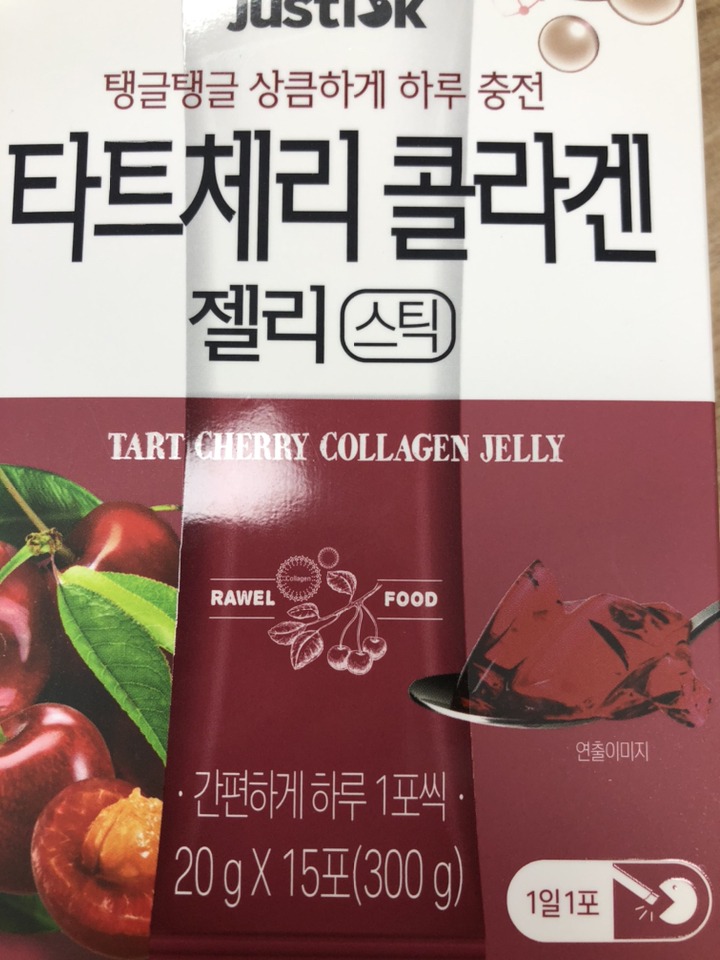 탱글탱글 상큼하게 하루 충전
타트체리 콜라겐
젤리 스틱
TART CHERRY COLLAGEN JELLY
Collagen
RAWEL FOOD
연출이미지
· 간편하게 하루 1포씩 ·
20 g X 15포(300 g)
1일1포